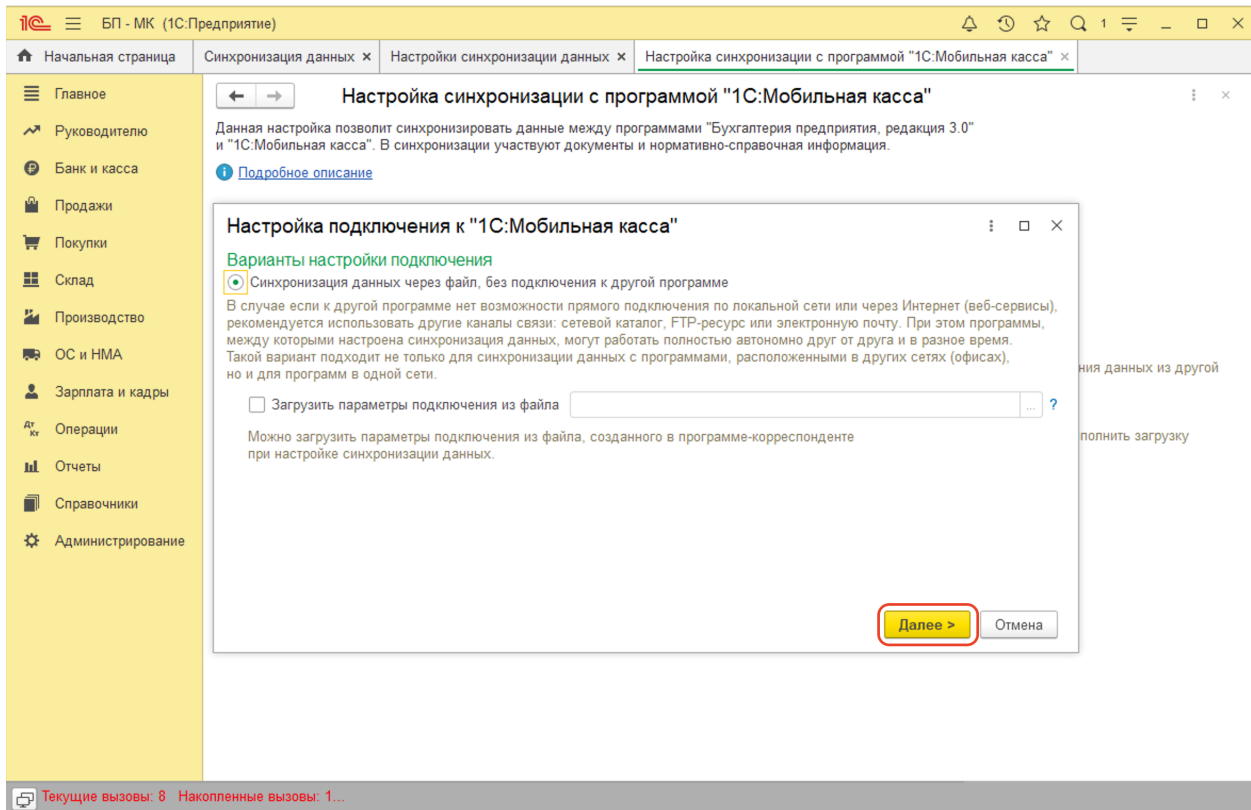 1С БП - МК (1С:Предприятие) 1
Начальная страница Синхронизация данных × Настройки синхронизации данных × Настройка синхронизации с программой "1С:Мобильная касса" ×
Главное
Руководителю
Банк и касса
Продажи
Покупки
Склад
Производство
ОС и НМА
Зарплата и кадры
Дт Кт Операции
Отчеты
Справочники
Администрирование
Настройка синхронизации с программой "1С:Мобильная касса"
Данная настройка позволит синхронизировать данные между программами "Бухгалтерия предприятия, редакция 3.0"
и "1С:Мобильная касса". В синхронизации участвуют документы и нормативно-справочная информация.
Подробное описание
Настройка подключения к "1С:Мобильная касса"
Варианты настройки подключения
Синхронизация данных через файл, без подключения к другой программе
В случае если к другой программе нет возможности прямого подключения по локальной сети или через Интернет (веб-сервисы),
рекомендуется использовать другие каналы связи: сетевой каталог, FTP-ресурс или электронную почту. При этом программы,
между которыми настроена синхронизация данных, могут работать полностью автономно друг от друга и в разное время.
Такой вариант подходит не только для синхронизации данных с программами, расположенными в других сетях (офисах),
но и для программ в одной сети.
Загрузить параметры подключения из файла ... ?
Можно загрузить параметры подключения из файла, созданного в программе-корреспонденте
при настройке синхронизации данных.
Далее > Отмена
ния данных из другой
полнить загрузку
Текущие вызовы: 8 Накопленные вызовы: 1...